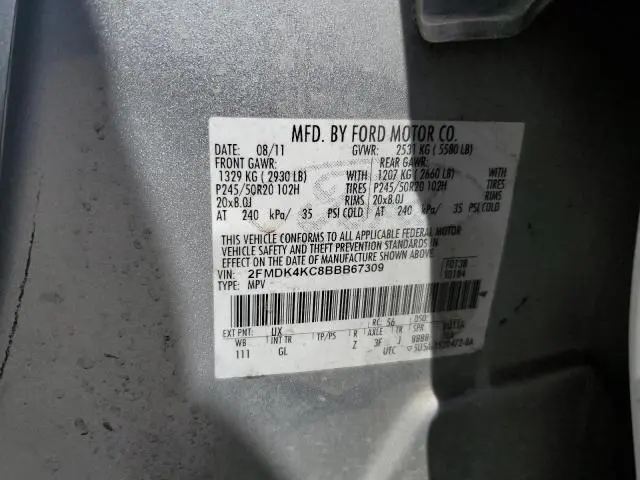 MFD. BY FORD MOTOR CO.
DATE: 08/11 GVWR: 2531 KG ( 5580 LB)
FRONT GAWR: REAR GAWR:
1329 KG ( 2930 LB) WITH 1207 KG ( 2660 LB) WITH
P245/50R20 102H TIRES P245/50R20 102H TIRES
20x8.0J RIMS 20x8.0J RIMS
AT 240 kPa/ 35 PSI COLD AT 240 kPa/ 35 PSI COLD
THIS VEHICLE CONFORMS TO ALL APPLICABLE FEDERAL MOTOR
VEHICLE SAFETY AND THEFT PREVENTION STANDARDS IN
EFFECT ON THE DATE OF MANUFACTURE SHOWN ABOVE.
VIN: 2FMDK4KC8BBB67309
TYPE: MPV
EXT PNT: UX RC: 56 DSO:
WB INT TR TP/PS R AXLE TR SPR
111 GL Z 3F J
UTC